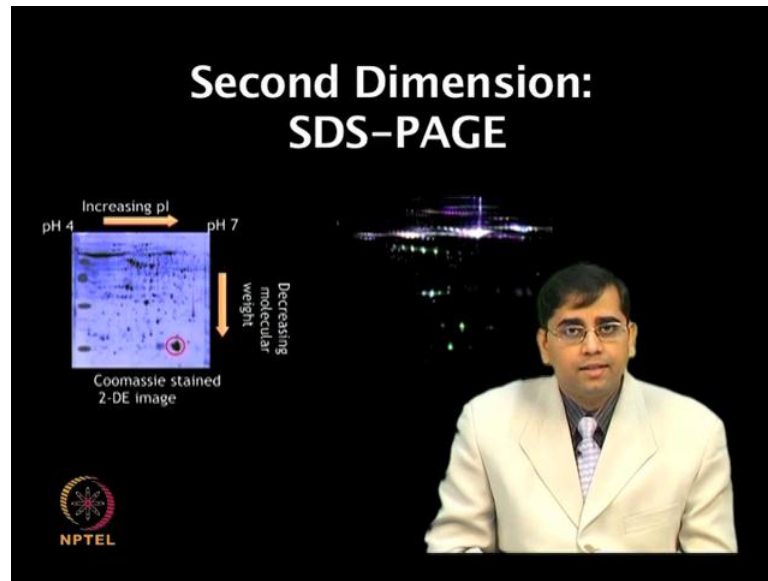 Second Dimension:
SDS-PAGE
Increasing pI
pH 4
pH 7
Decreasing
molecular
weight
Coomassie stained
2-DE image
NPTEL